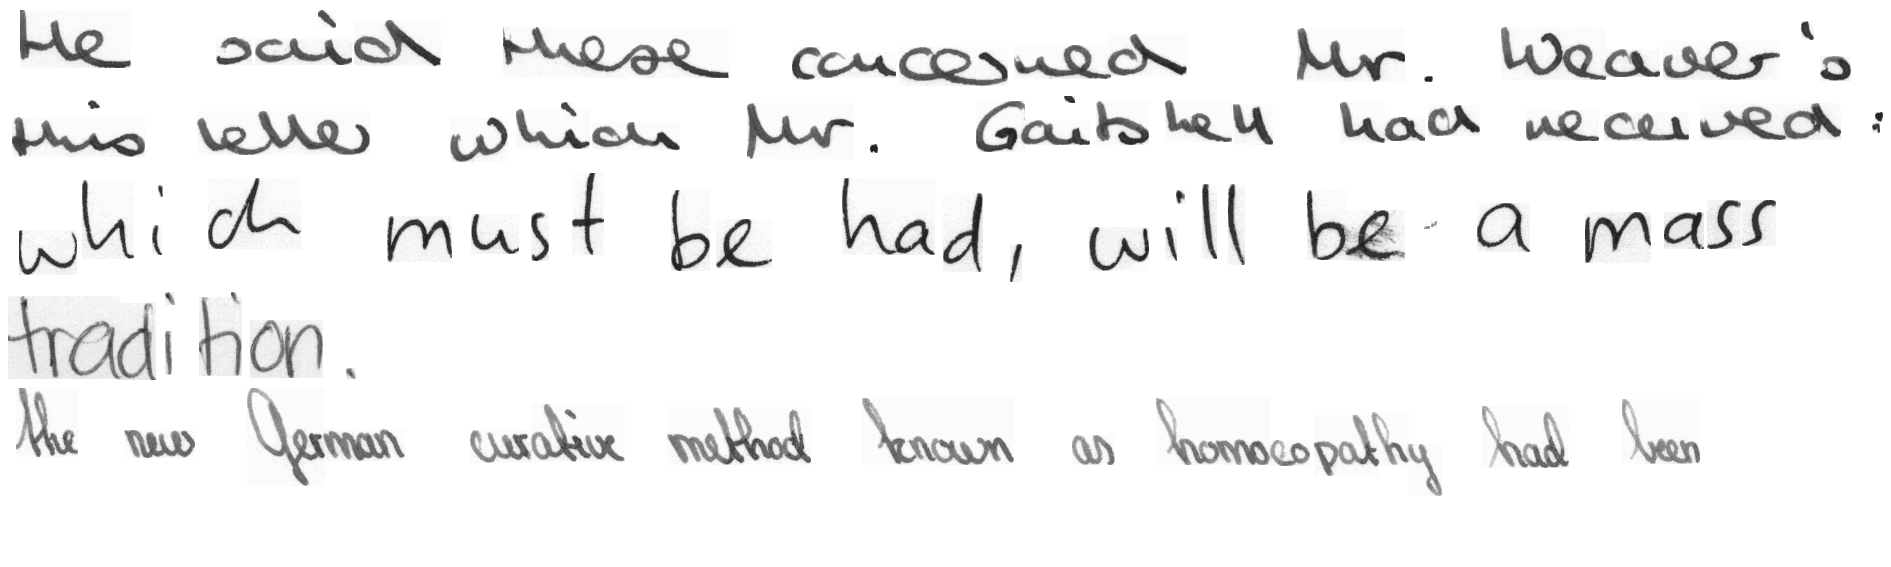 He said these concerned Mr. Weaver's
this letter which Mr. Gaitskell had received:
which must be had, will be a mass
tradition.
the new German curative method known as homoeopathy had been